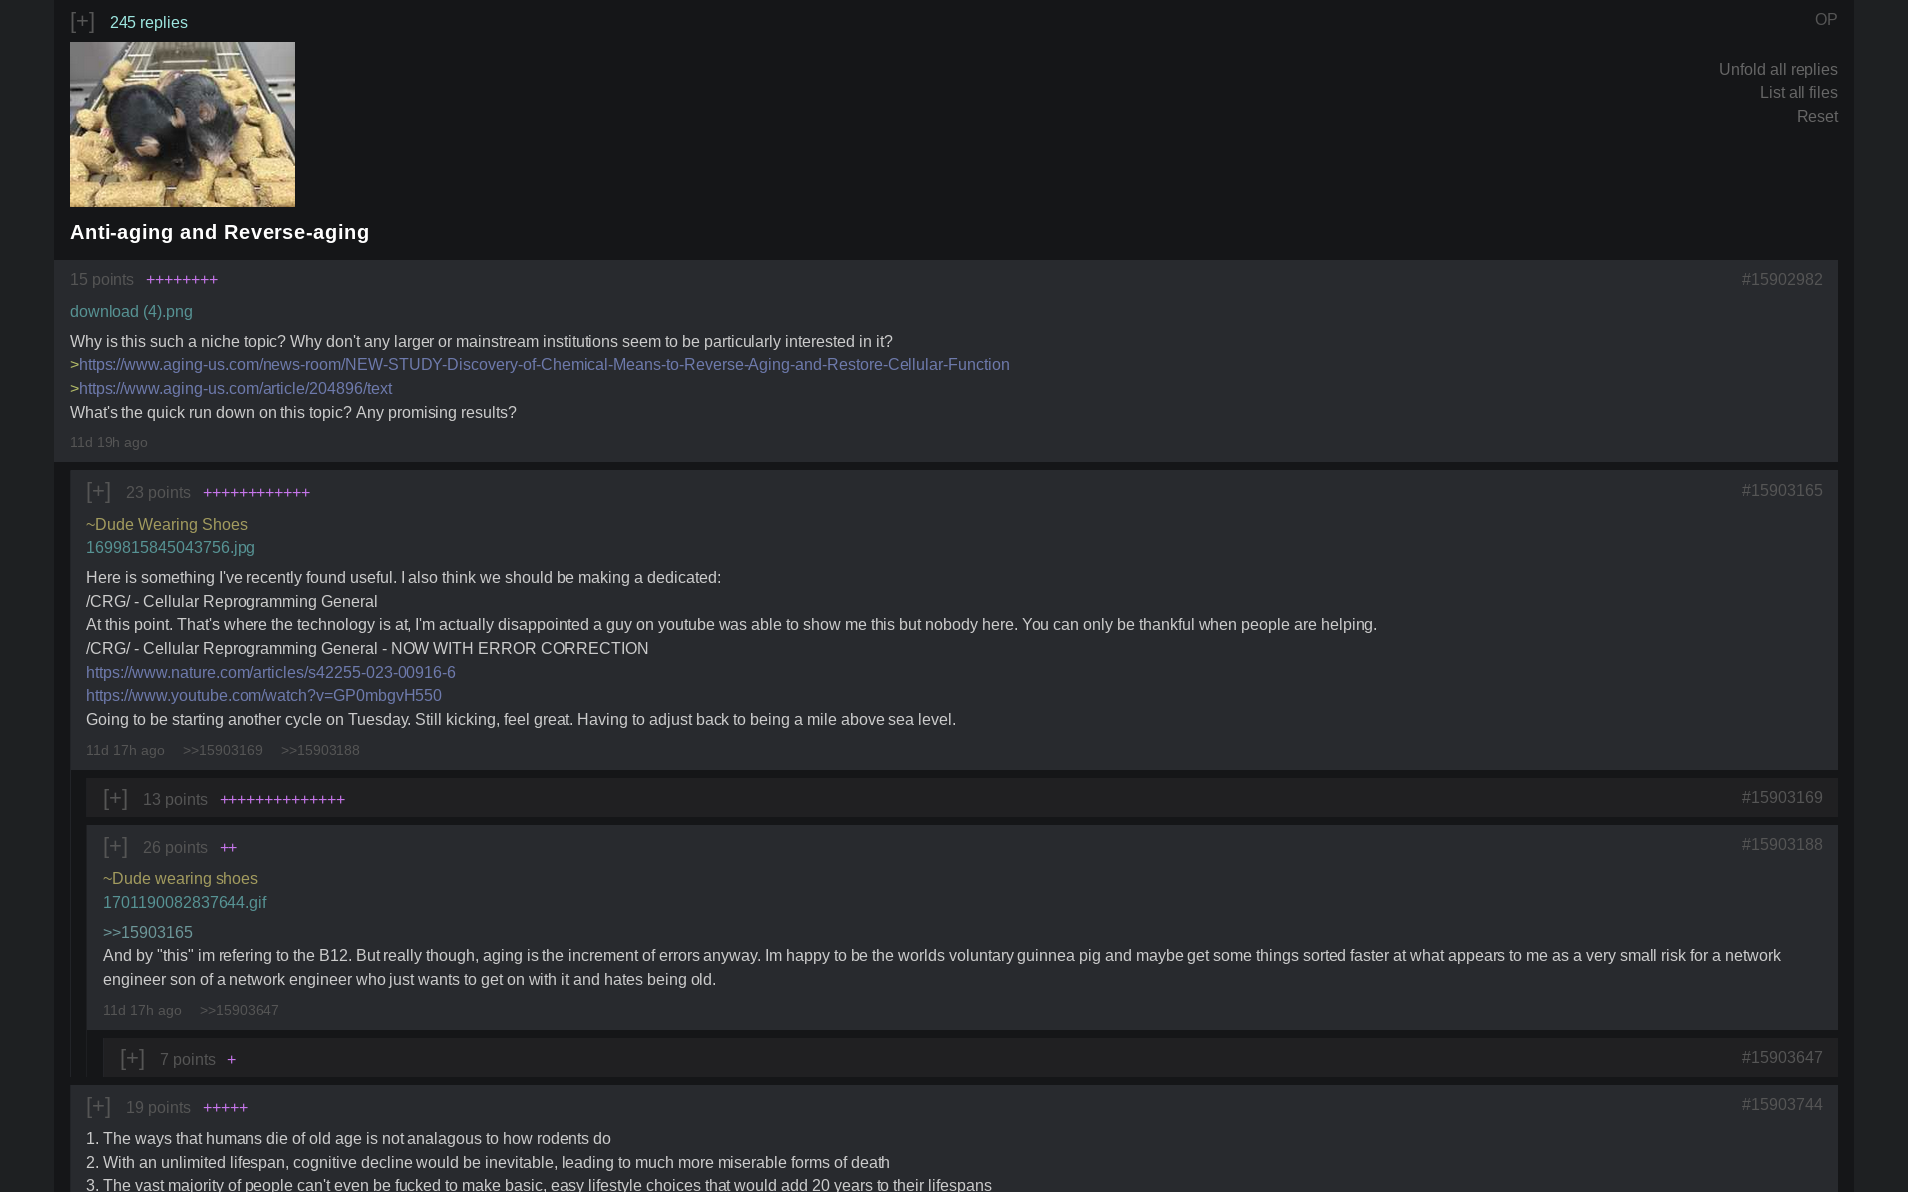 [+] 245 replies
OP
Unfold all replies
List all files
Reset
Anti-aging and Reverse-aging
15 points ++++++++
#15902982
download (4).png
Why is this such a niche topic? Why don't any larger or mainstream institutions seem to be particularly interested in it?
>https://www.aging-us.com/news-room/NEW-STUDY-Discovery-of-Chemical-Means-to-Reverse-Aging-and-Restore-Cellular-Function
>https://www.aging-us.com/article/204896/text
What's the quick run down on this topic? Any promising results?
11d 19h ago
[+] 23 points ++++++++++++
#15903165
~Dude Wearing Shoes
1699815845043756.jpg
Here is something I've recently found useful. I also think we should be making a dedicated:
/CRG/ - Cellular Reprogramming General
At this point. That's where the technology is at, I'm actually disappointed a guy on youtube was able to show me this but nobody here. You can only be thankful when people are helping.
/CRG/ - Cellular Reprogramming General - NOW WITH ERROR CORRECTION
https://www.nature.com/articles/s42255-023-00916-6
https://www.youtube.com/watch?v=GP0mbgvH550
Going to be starting another cycle on Tuesday. Still kicking, feel great. Having to adjust back to being a mile above sea level.
11d 17h ago >>15903169 >>15903188
[+] 13 points ++++++++++++++
#15903169
[+] 26 points ++
#15903188
~Dude wearing shoes
1701190082837644.gif
>>15903165
And by "this" im refering to the B12. But really though, aging is the increment of errors anyway. Im happy to be the worlds voluntary guinnea pig and maybe get some things sorted faster at what appears to me as a very small risk for a network
engineer son of a network engineer who just wants to get on with it and hates being old.
11d 17h ago >>15903647
[+] 7 points +
#15903647
[+] 19 points +++++
#15903744
1. The ways that humans die of old age is not analagous to how rodents do
2. With an unlimited lifespan, cognitive decline would be inevitable, leading to much more miserable forms of death
3. The vast majority of people can't even be fucked to make basic, easy lifestyle choices that would add 20 years to their lifespans